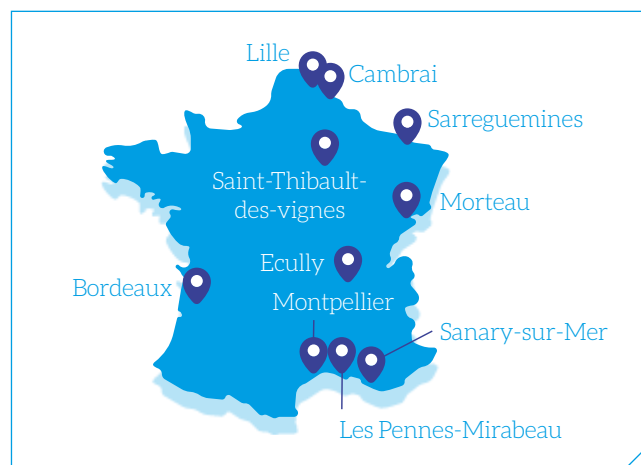 Lille
Cambrai
Sarreguemines
Saint-Thibault-
des-vignes
Morteau
Ecully
Bordeaux
Montpellier
Sanary-sur-Mer
Les Pennes-Mirabeau